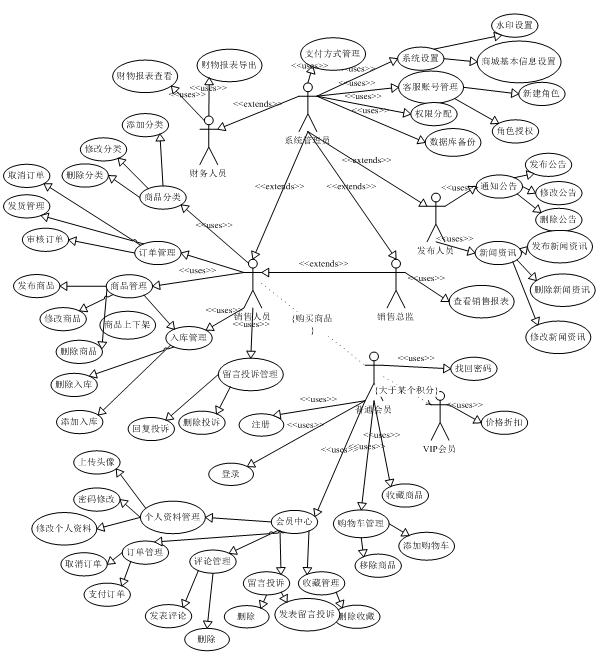 水印设置
支付方式管理
系统设置
商城基本信息设置
财物报表导出
财物报表查看
<<uses>>
<<uses>>
<<uses>>
<<uses>>
客服账号管理
新建角色
<<uses>>
<<uses>>
<<extends>>
<<uses>>
权限分配
角色授权
添加分类
系统管理员
数据库备份
修改分类
<<extends>>
发布公告
财务人员
取消订单
删除分类
<<extends>>
<<extends>>
<<uses>>
通知公告
修改公告
商品分类
发货管理
删除公告
<<uses>>
审核订单
<<uses>>
发布人员
发布新闻资讯
订单管理
新闻资讯
<<uses>>
<<extends>>
<<uses>>
发布商品
商品管理
删除新闻资讯
查看销售报表
<<uses>>
修改商品
商品上下架
<<uses>>
销售人员
{购买商品
}
销售总监
入库管理
修改新闻资讯
删除商品
<<uses>>
找回密码
删除入库
留言投诉管理
{大于某个积分}
<<uses>>
<<uses>>
普通会员
添加入库
回复投诉
删除投诉
注册
<<uses>>
<<uses>>
价格折扣
VIP会员
<<uses>>
<<uses>>
上传头像
登录
密码修改
收藏商品
修改个人资料
个人资料管理
会员中心
购物车管理
添加购物车
订单管理
取消订单
评论管理
移除商品
支付订单
留言投诉
收藏管理
发表评论
删除
发表留言投诉
删除收藏
删除